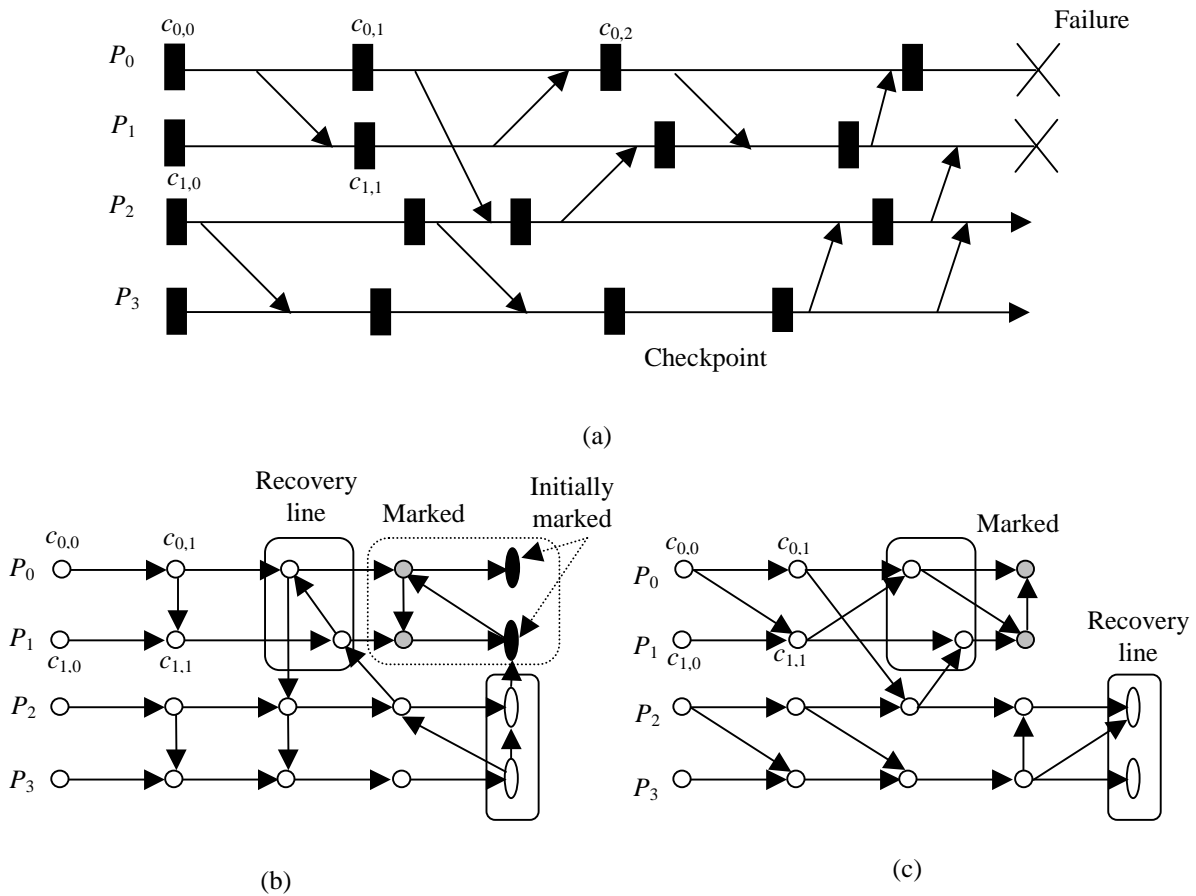 c0,0
c0,1
c0,2
Failure
P0
P1
c1,0
c1,1
P2
P3
Checkpoint
(a)
Recovery
line
Marked
Initially
marked
c0,0
c0,1
P0
P1
c1,0
c1,1
P2
P3
(b)
Marked
c0,0
c0,1
P0
P1
c1,0
c1,1
Recovery
line
P2
P3
(c)